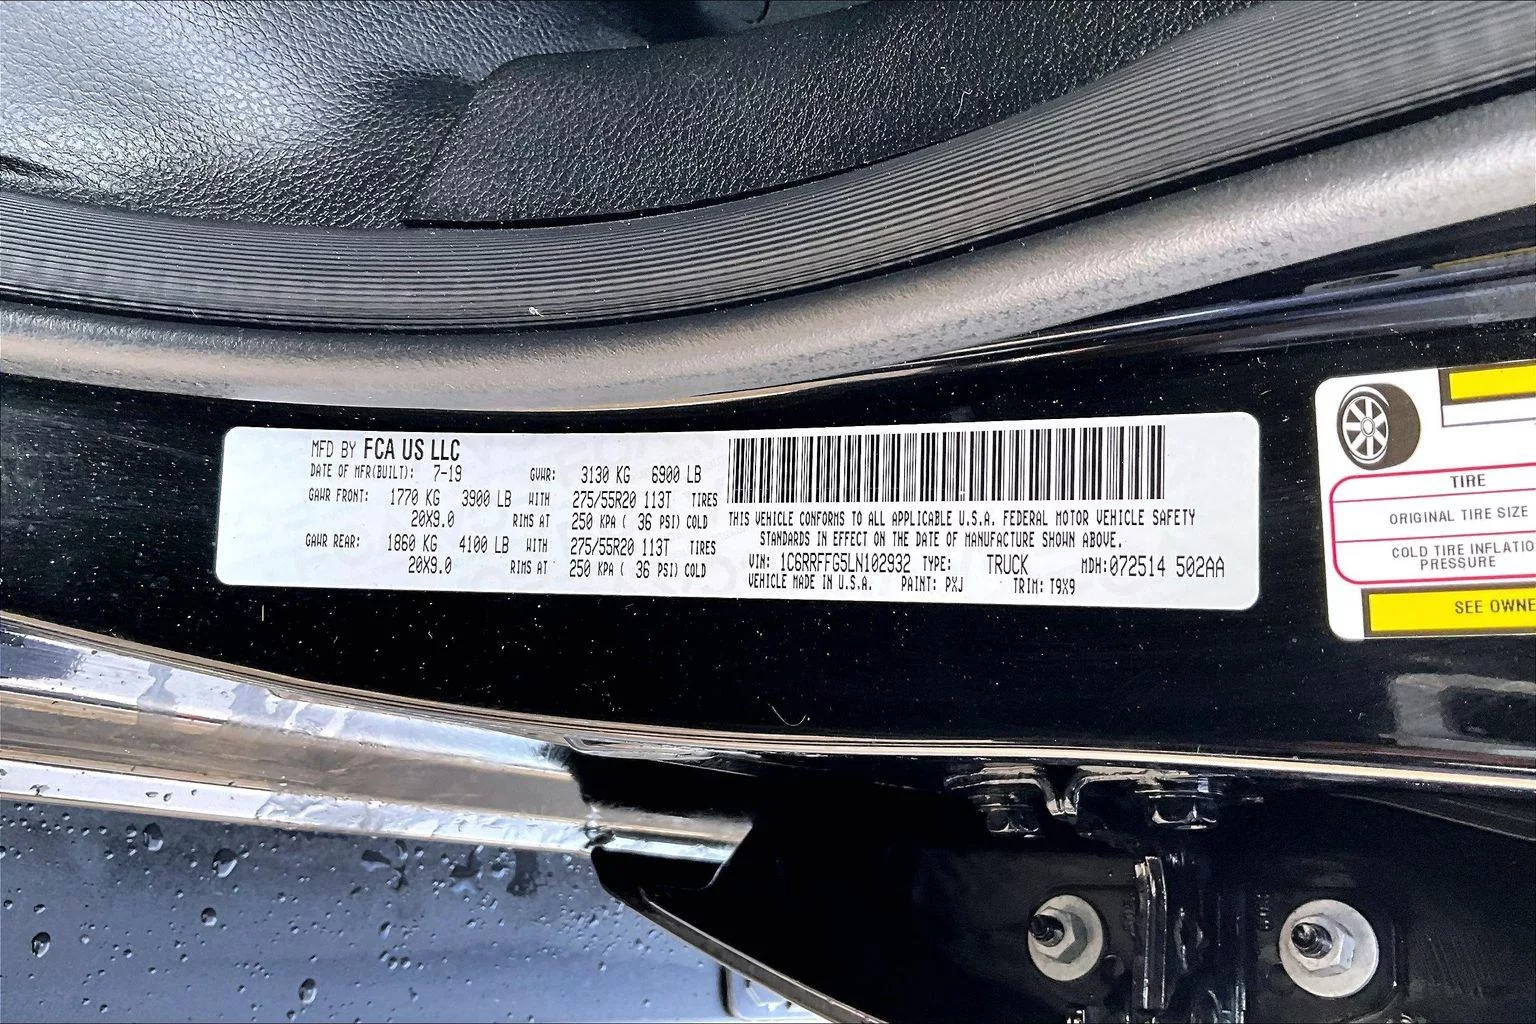 MFD BY FCA US LLC
DATE OF MFR(BUILT): 7-19 GVWR: 3130 KG 6900 LB
GAWR FRONT: 1770 KG 3900 LB WITH 275/55R20 113T TIRES
20X9.0 RIMS AT 250 KPA ( 36 PSI) COLD
GAWR REAR: 1860 KG 4100 LB WITH 275/55R20 113T TIRES
20X9.0 RIMS AT 250 KPA ( 36 PSI) COLD
THIS VEHICLE CONFORMS TO ALL APPLICABLE U.S.A. FEDERAL MOTOR VEHICLE SAFETY
STANDARDS IN EFFECT ON THE DATE OF MANUFACTURE SHOWN ABOVE.
VIN: 1C6RRFFG5LN102932 TYPE: TRUCK MDH:072514 502AA
VEHICLE MADE IN U.S.A. PAINT: PXJ TRIM: T9X9
TIRE
ORIGINAL TIRE SIZE
COLD TIRE INFLATIO
PRESSURE
SEE OWNE